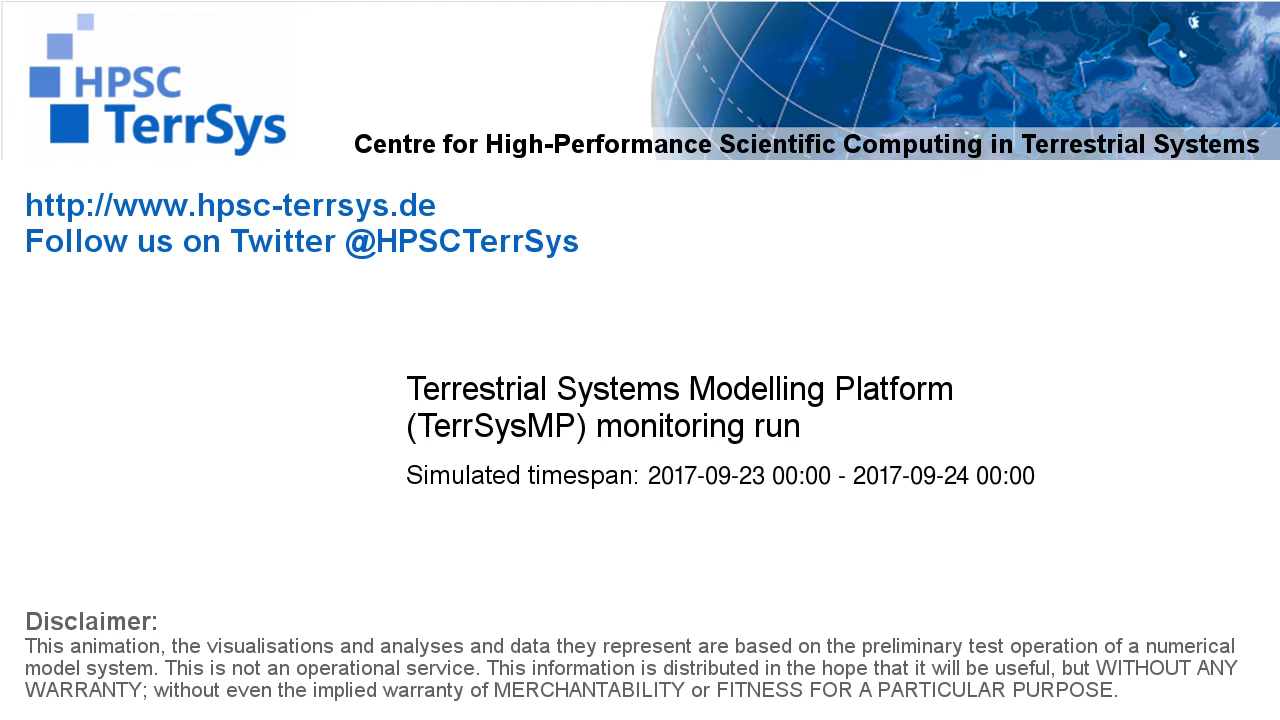 HPSC
TerrSys
Centre for High-Performance Scientific Computing in Terrestrial Systems
http://www.hpsc-terrsys.de
Follow us on Twitter @HPSCTerrSys
Terrestrial Systems Modelling Platform
(TerrSysMP) monitoring run
Simulated timespan: 2017-09-23 00:00 - 2017-09-24 00:00
Disclaimer:
This animation, the visualisations and analyses and data they represent are based on the preliminary test operation of a numerical
model system. This is not an operational service. This information is distributed in the hope that it will be useful, but WITHOUT ANY
WARRANTY; without even the implied warranty of MERCHANTABILITY or FITNESS FOR A PARTICULAR PURPOSE.